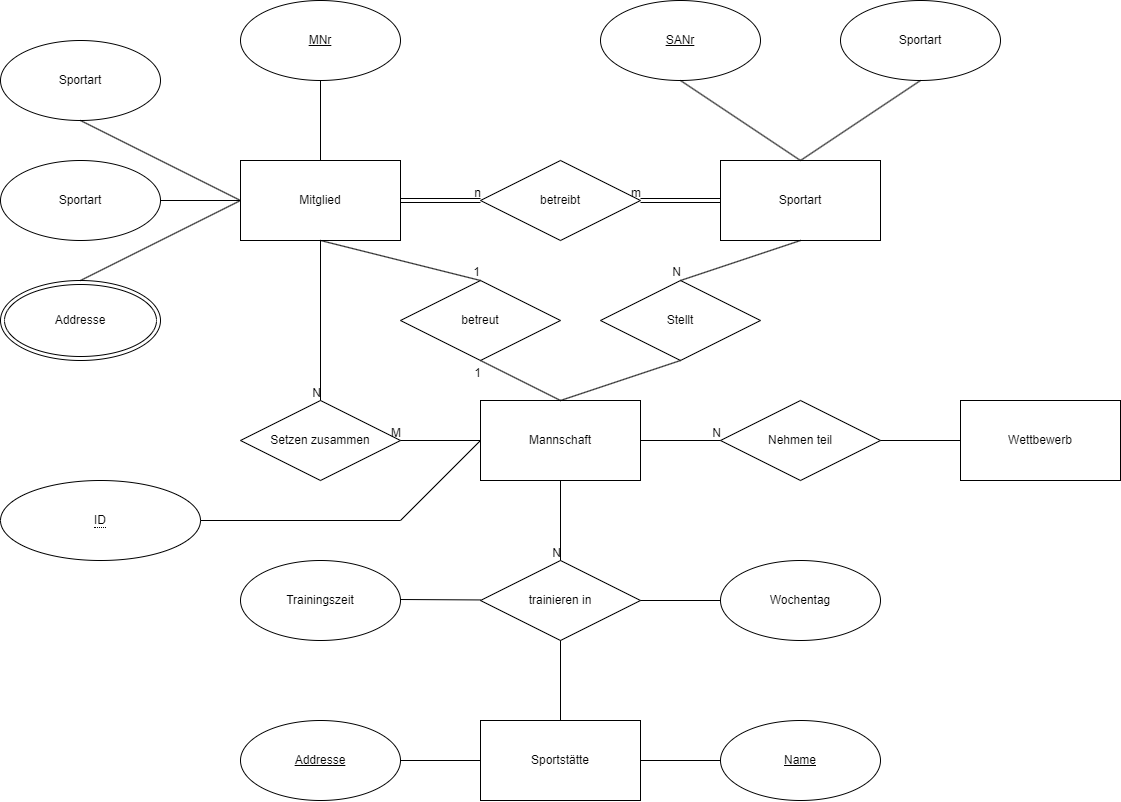 MNr
SANr
Sportart
Sportart
Sportart
Mitglied
n
betreibt
m
Sportart
Addresse
1
betreut
1
N
Stellt
N
Setzen zusammen
M
Mannschaft
N
Nehmen teil
Wettbewerb
ID
N
Trainingszeit
trainieren in
Wochentag
Addresse
Sportstätte
Name